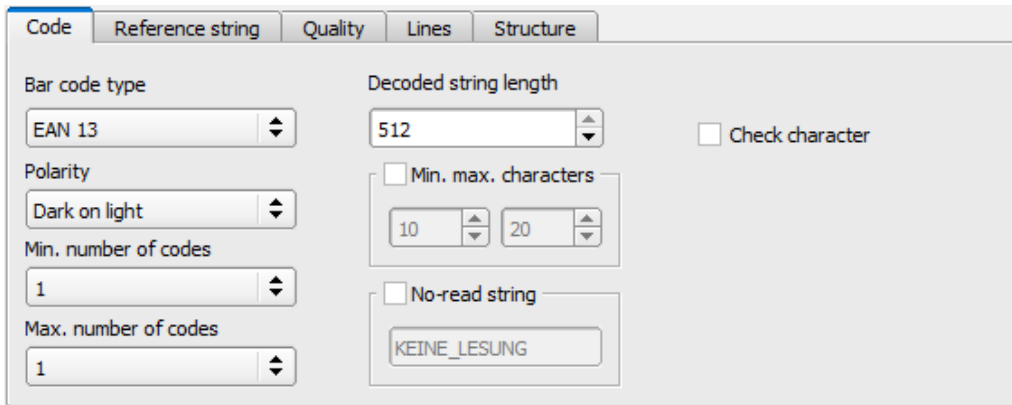 Code
Reference string
Quality
Lines
Structure
Bar code type
EAN 13
Polarity
Dark on light
Min. number of codes
1
Max. number of codes
1
Decoded string length
512
Min. max. characters
10
20
No-read string
KEINE_LESUNG
Check character